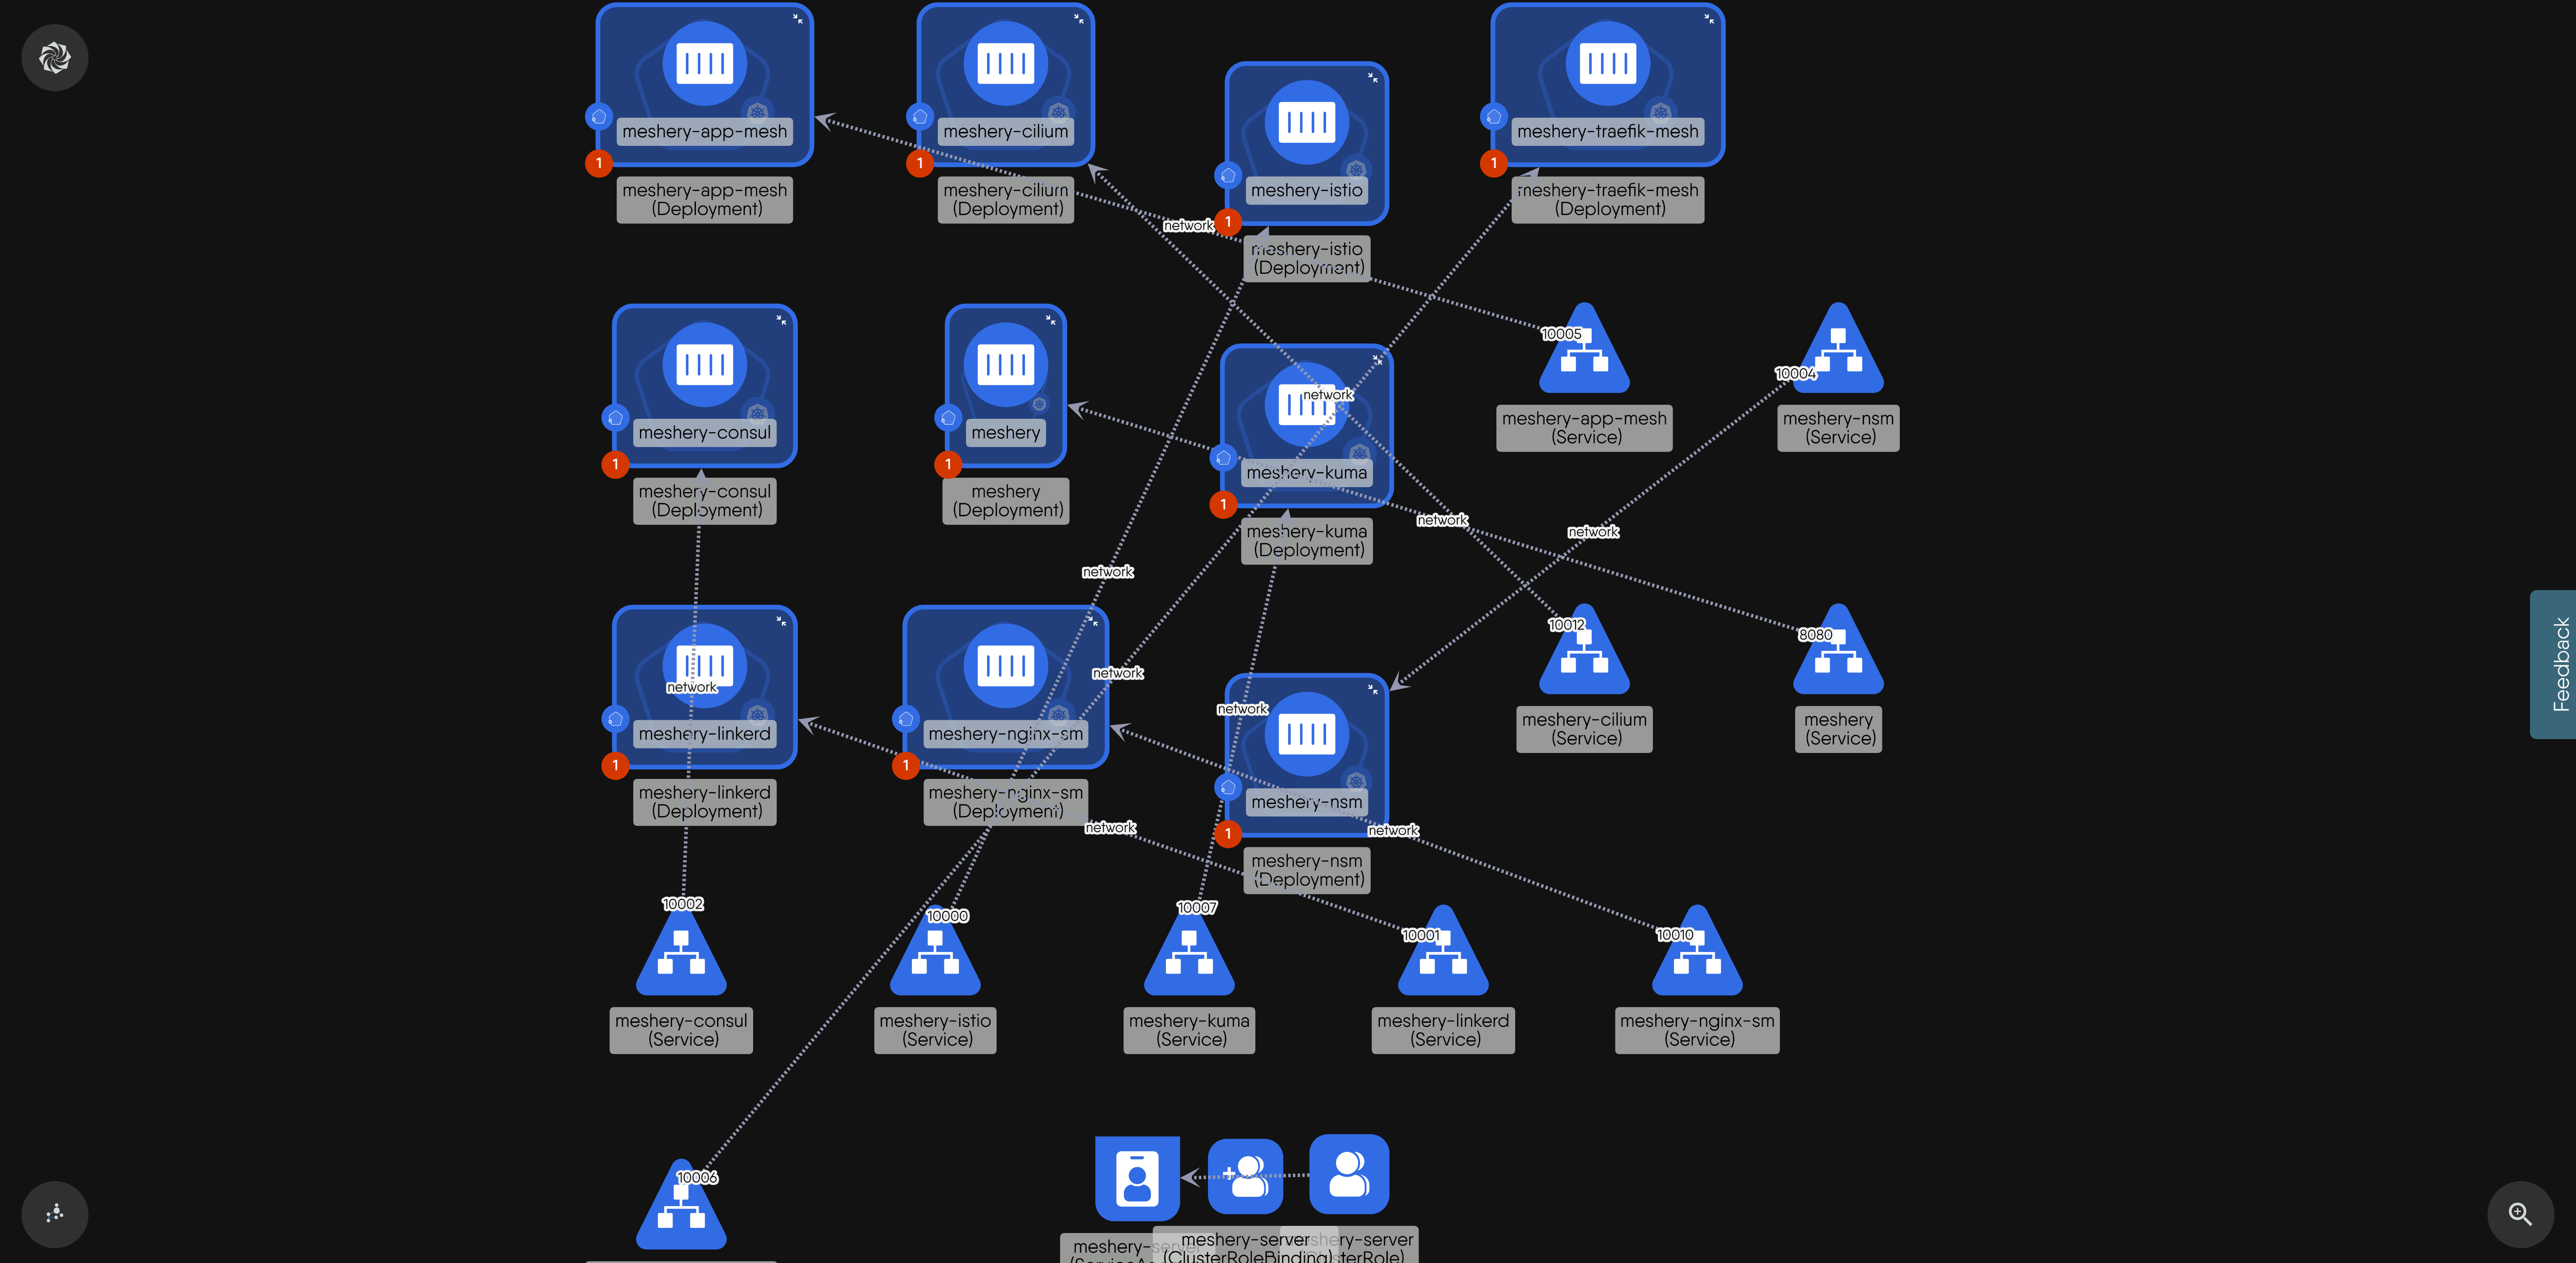 meshery-app-mesh
1
meshery-app-mesh
(Deployment)
meshery-cilium
1
meshery-cilium
(Deployment)
meshery-istio
1
meshery-istio
(Deployment)
meshery-traefik-mesh
1
meshery-traefik-mesh
(Deployment)
network
meshery-consul
1
meshery-consul
(Deployment)
meshery
1
meshery
(Deployment)
network
meshery-kuma
1
meshery-kuma
(Deployment)
10005
meshery-app-mesh
(Service)
10004
meshery-nsm
(Service)
network
network
network
meshery-linkerd
network
1
meshery-linkerd
(Deployment)
meshery-nginx-sm
1
meshery-nginx-sm
(Deployment)
network
network
meshery-nsm
1
meshery-nsm
(Deployment)
10012
meshery-cilium
(Service)
8080
meshery
(Service)
network
network
10002
meshery-consul
(Service)
10000
meshery-istio
(Service)
10007
meshery-kuma
(Service)
10001
meshery-linkerd
(Service)
10010
meshery-nginx-sm
(Service)
10006
meshery-server
meshery-server
(ClusterRoleBinding)
Feedback